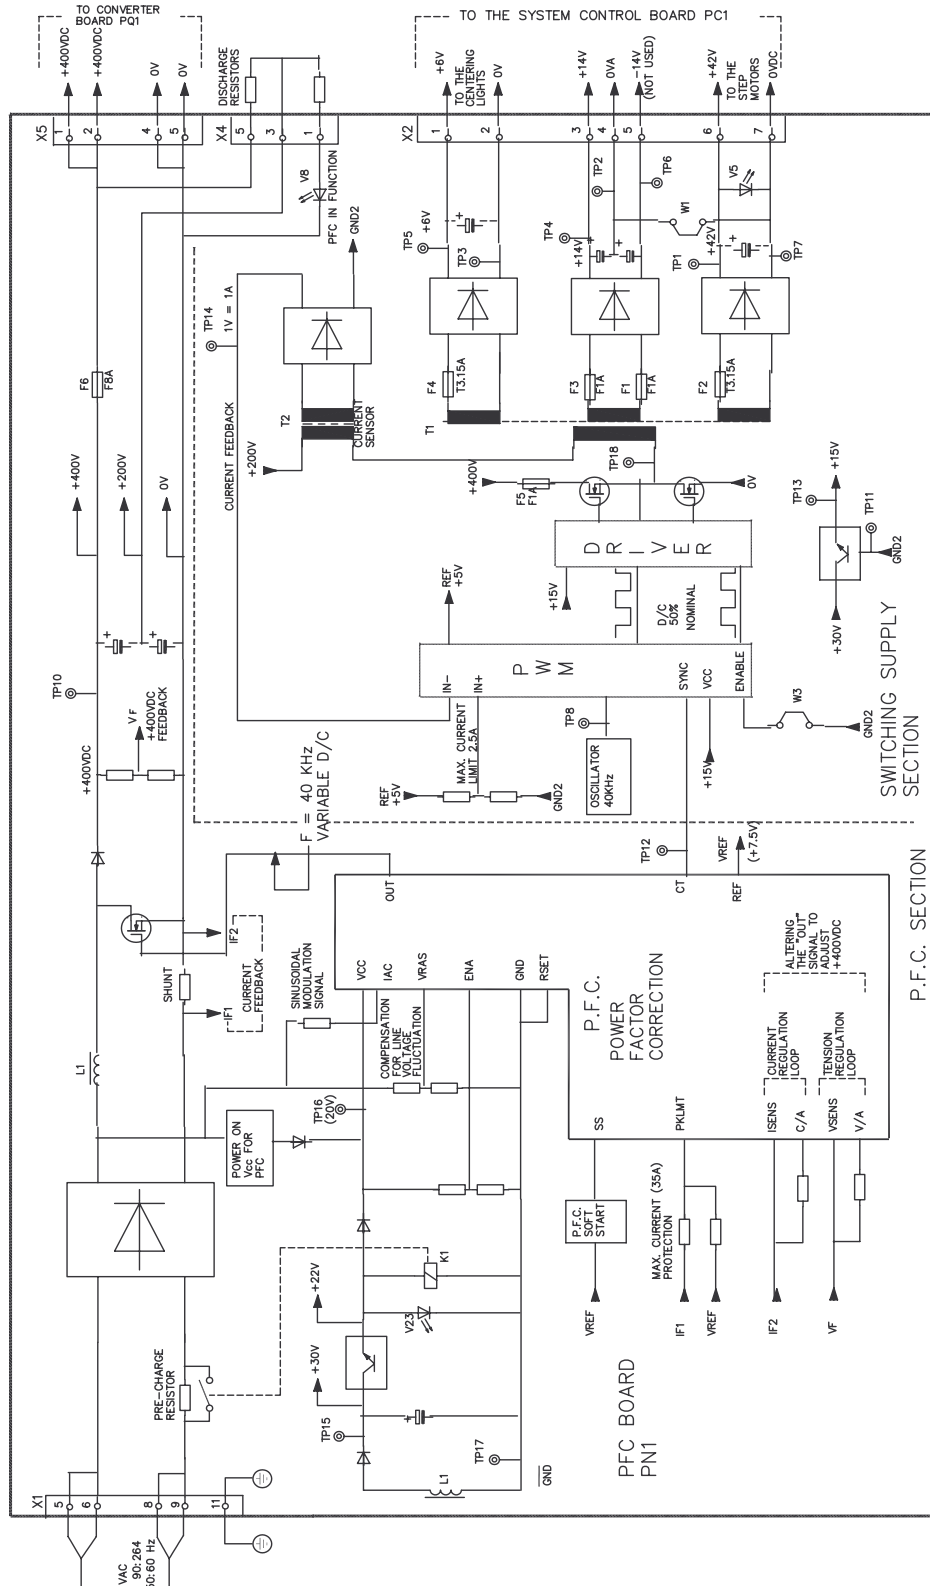 TO CONVERTER
BOARD PQ1
+400VDC
+400VDC
0V
0V
X5
1
2
4
5
DISCHARGE
RESISTORS
X4
5
3
1
V8
PFC IN FUNCTION
GND2
TO THE SYSTEM CONTROL BOARD PC1
+6V
TO THE
CENTERING
LIGHTS
0V
+14V
0VA
-14V
(NOT USED)
+42V
TO THE
STEP
MOTORS
0VDC
X2
1
2
3
4
5
6
7
TP2
TP6
V5
W1
+6V
TP5
TP3
TP4
+14V
+42V
TP1
TP7
TP14
1V = 1A
F6
F8A
T2
CURRENT
SENSOR
CURRENT FEEDBACK
+200V
F4
T3.15A
F3
F1A
F1
F1A
F2
T3.15A
T1
TP18
+400V
F5
F1A
0V
+400V
+200V
0V
DRIVER
TP13
+15V
TP11
GND2
+30V
REF
+5V
+15V
D/C
50%
NOMINAL
PWM
IN-
IN+
SYNC
VCC
ENABLE
W3
GND2
SWITCHING SUPPLY
SECTION
TP10
VF
+400VDC
FEEDBACK
+400VDC
F = 40 KHz
VARIABLE D/C
MAX. CURRENT
LIMIT 2.5A
REF
+5V
GND2
TP8
OSCILLATOR
40KHz
+15V
TP12
VREF
(+7.5V)
OUT
CT
REF
IF2
IF1
CURRENT
FEEDBACK
SHUNT
L1
SINUSOIDAL
MODULATION
SIGNAL
COMPENSATION
FOR LINE
VOLTAGE
FLUCTUATION
VCC
IAC
VRAS
ENA
GND
RSET
P.F.C.
POWER
FACTOR
CORRECTION
ALTERING
THE "OUT"
SIGNAL TO
ADJUST
+400VDC
CURRENT
REGULATION
LOOP
TENSION
REGULATION
LOOP
P.F.C. SECTION
SS
PKLMT
ISENS
C/A
VSENS
V/A
POWER ON
Vcc FOR
PFC
TP16
(20V)
P.F.C.
SOFT
START
MAX. CURRENT (35A)
PROTECTION
VREF
IF1
VREF
IF2
VF
K1
V23
+22V
+30V
TP15
TP17
L1
GND
PRE-CHARGE
RESISTOR
PFC BOARD
PN1
X1
5
6
8
9
11
VAC
90:264
50:60 Hz